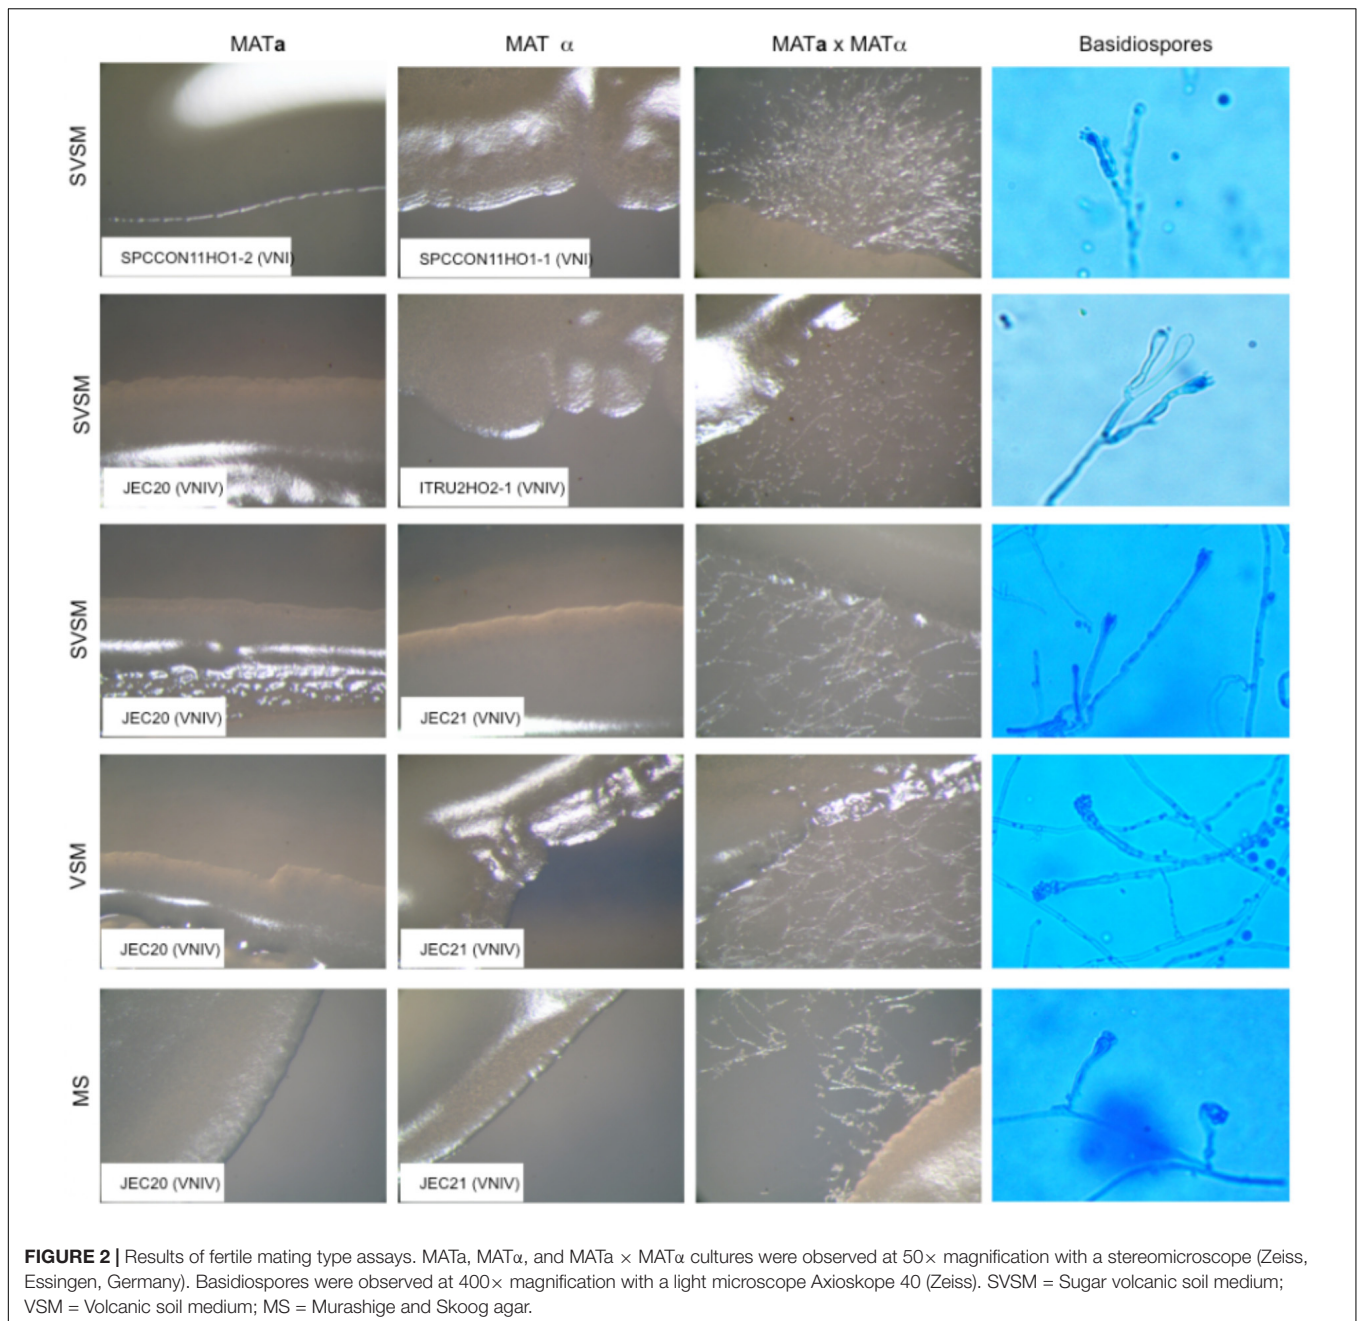 MATa MAT α MATa x MATα Basidiospores
SVSM
SPCCON11HO1-2 (VNI) SPCCON11HO1-1 (VNI)
SVSM
JEC20 (VNIV) ITRU2HO2-1 (VNIV)
SVSM
JEC20 (VNIV) JEC21 (VNIV)
VSM
JEC20 (VNIV) JEC21 (VNIV)
MS
JEC20 (VNIV) JEC21 (VNIV)
FIGURE 2 | Results of fertile mating type assays. MATa, MATα, and MATa × MATα cultures were observed at 50× magnification with a stereomicroscope (Zeiss,
Essingen, Germany). Basidiospores were observed at 400× magnification with a light microscope Axioskope 40 (Zeiss). SVSM = Sugar volcanic soil medium;
VSM = Volcanic soil medium; MS = Murashige and Skoog agar.